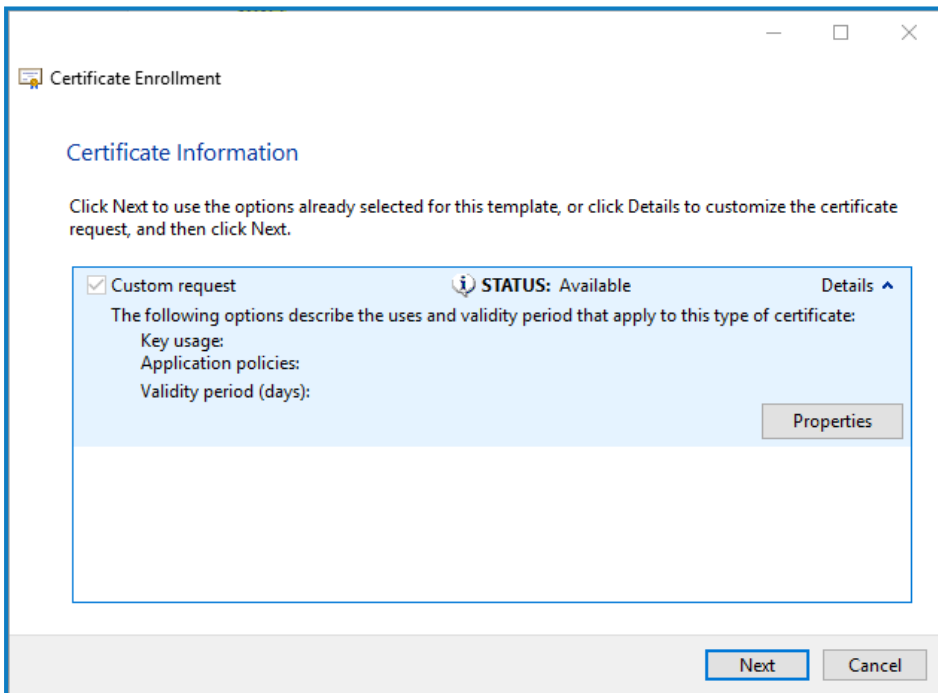 Certificate Enrollment
Certificate Information
Click Next to use the options already selected for this template, or click Details to customize the certificate
request, and then click Next.
Custom request STATUS: Available Details
The following options describe the uses and validity period that apply to this type of certificate:
Key usage:
Application policies:
Validity period (days):
Properties
Next Cancel